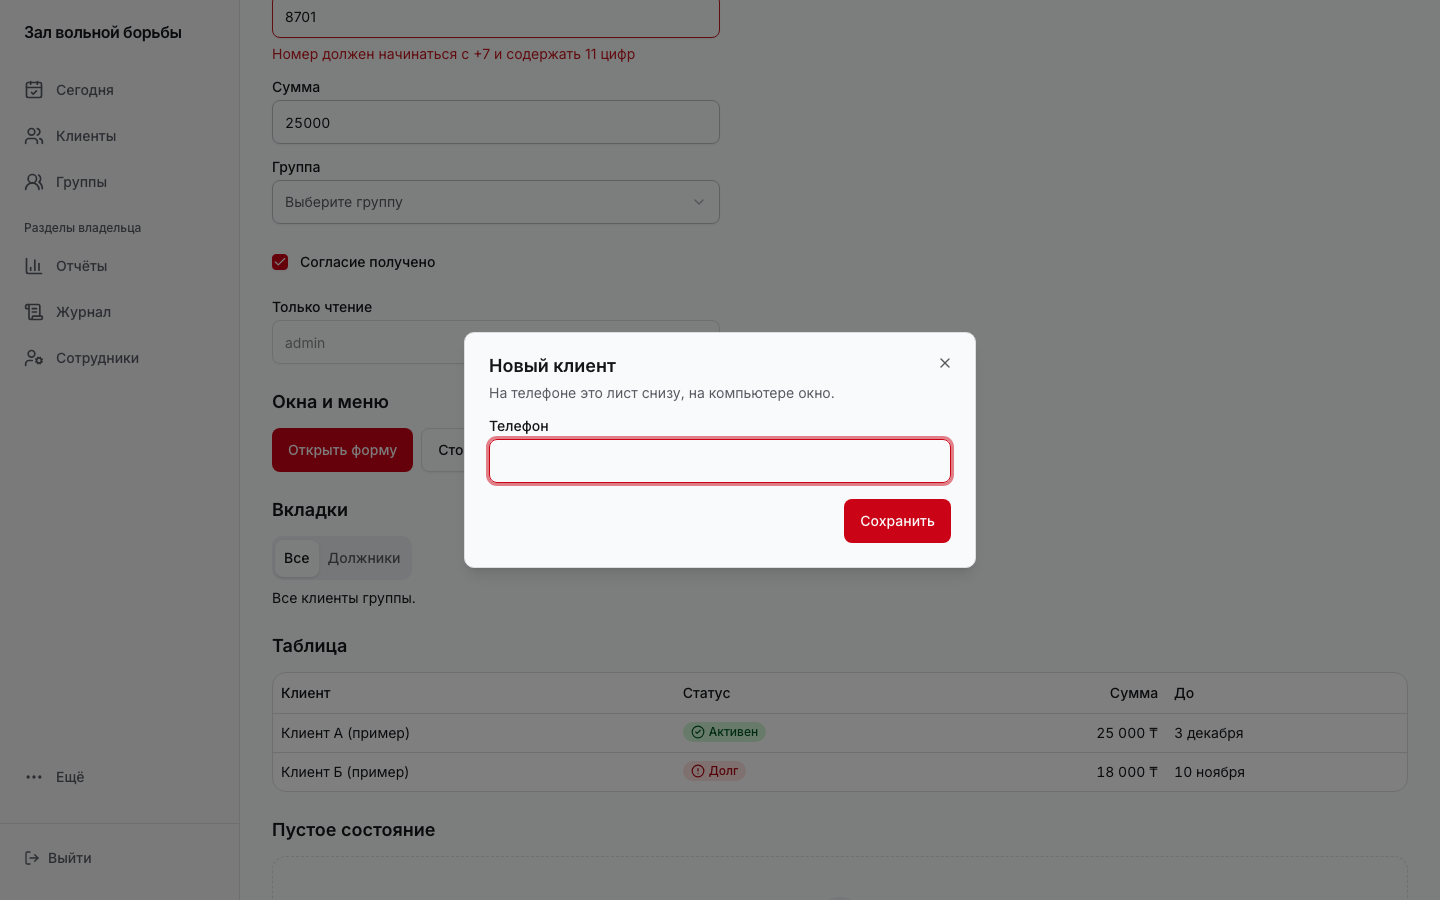 Зал вольной борьбы
Сегодня
Клиенты
Группы
Разделы владельца
Отчёты
Журнал
Сотрудники
Ещё
Выйти
8701
Номер должен начинаться с +7 и содержать 11 цифр
Сумма
25000
Группа
Выберите группу
Согласие получено
Только чтение
admin
Окна и меню
Открыть форму
Сто
Новый клиент
На телефоне это лист снизу, на компьютере окно.
Телефон
Сохранить
Вкладки
Все Должники
Все клиенты группы.
Таблица
Клиент Статус Сумма До
Клиент А (пример) Активен 25 000 ₸ 3 декабря
Клиент Б (пример) Долг 18 000 ₸ 10 ноября
Пустое состояние